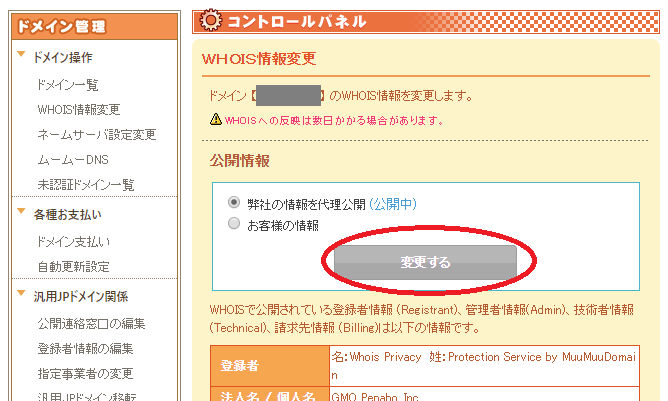 ドメイン管理
ドメイン操作
ドメイン一覧
WHOIS情報変更
ネームサーバ設定変更
ムームーDNS
未認証ドメイン一覧
各種お支払い
ドメイン支払い
自動更新設定
汎用JPドメイン関係
公開連絡窓口の編集
登録者情報の編集
指定事業者の変更
汎用JPドメイン移転
コントロールパネル
WHOIS情報変更
ドメイン【 】のWHOIS情報を変更します。
WHOISへの反映は数日かかる場合があります。
公開情報
弊社の情報を代理公開(公開中)
お客様の情報
変更する
WHOISで公開されている登録者情報 (Registrant)、管理者情報(Admin)、技術者情報
(Technical)、請求先情報 (Billing)は以下の情報です。
登録者
名:Whois Privacy 姓:Protection Service by MuuMuuDomai
n
法人名 / 個人名
GMO Pepabo, Inc.